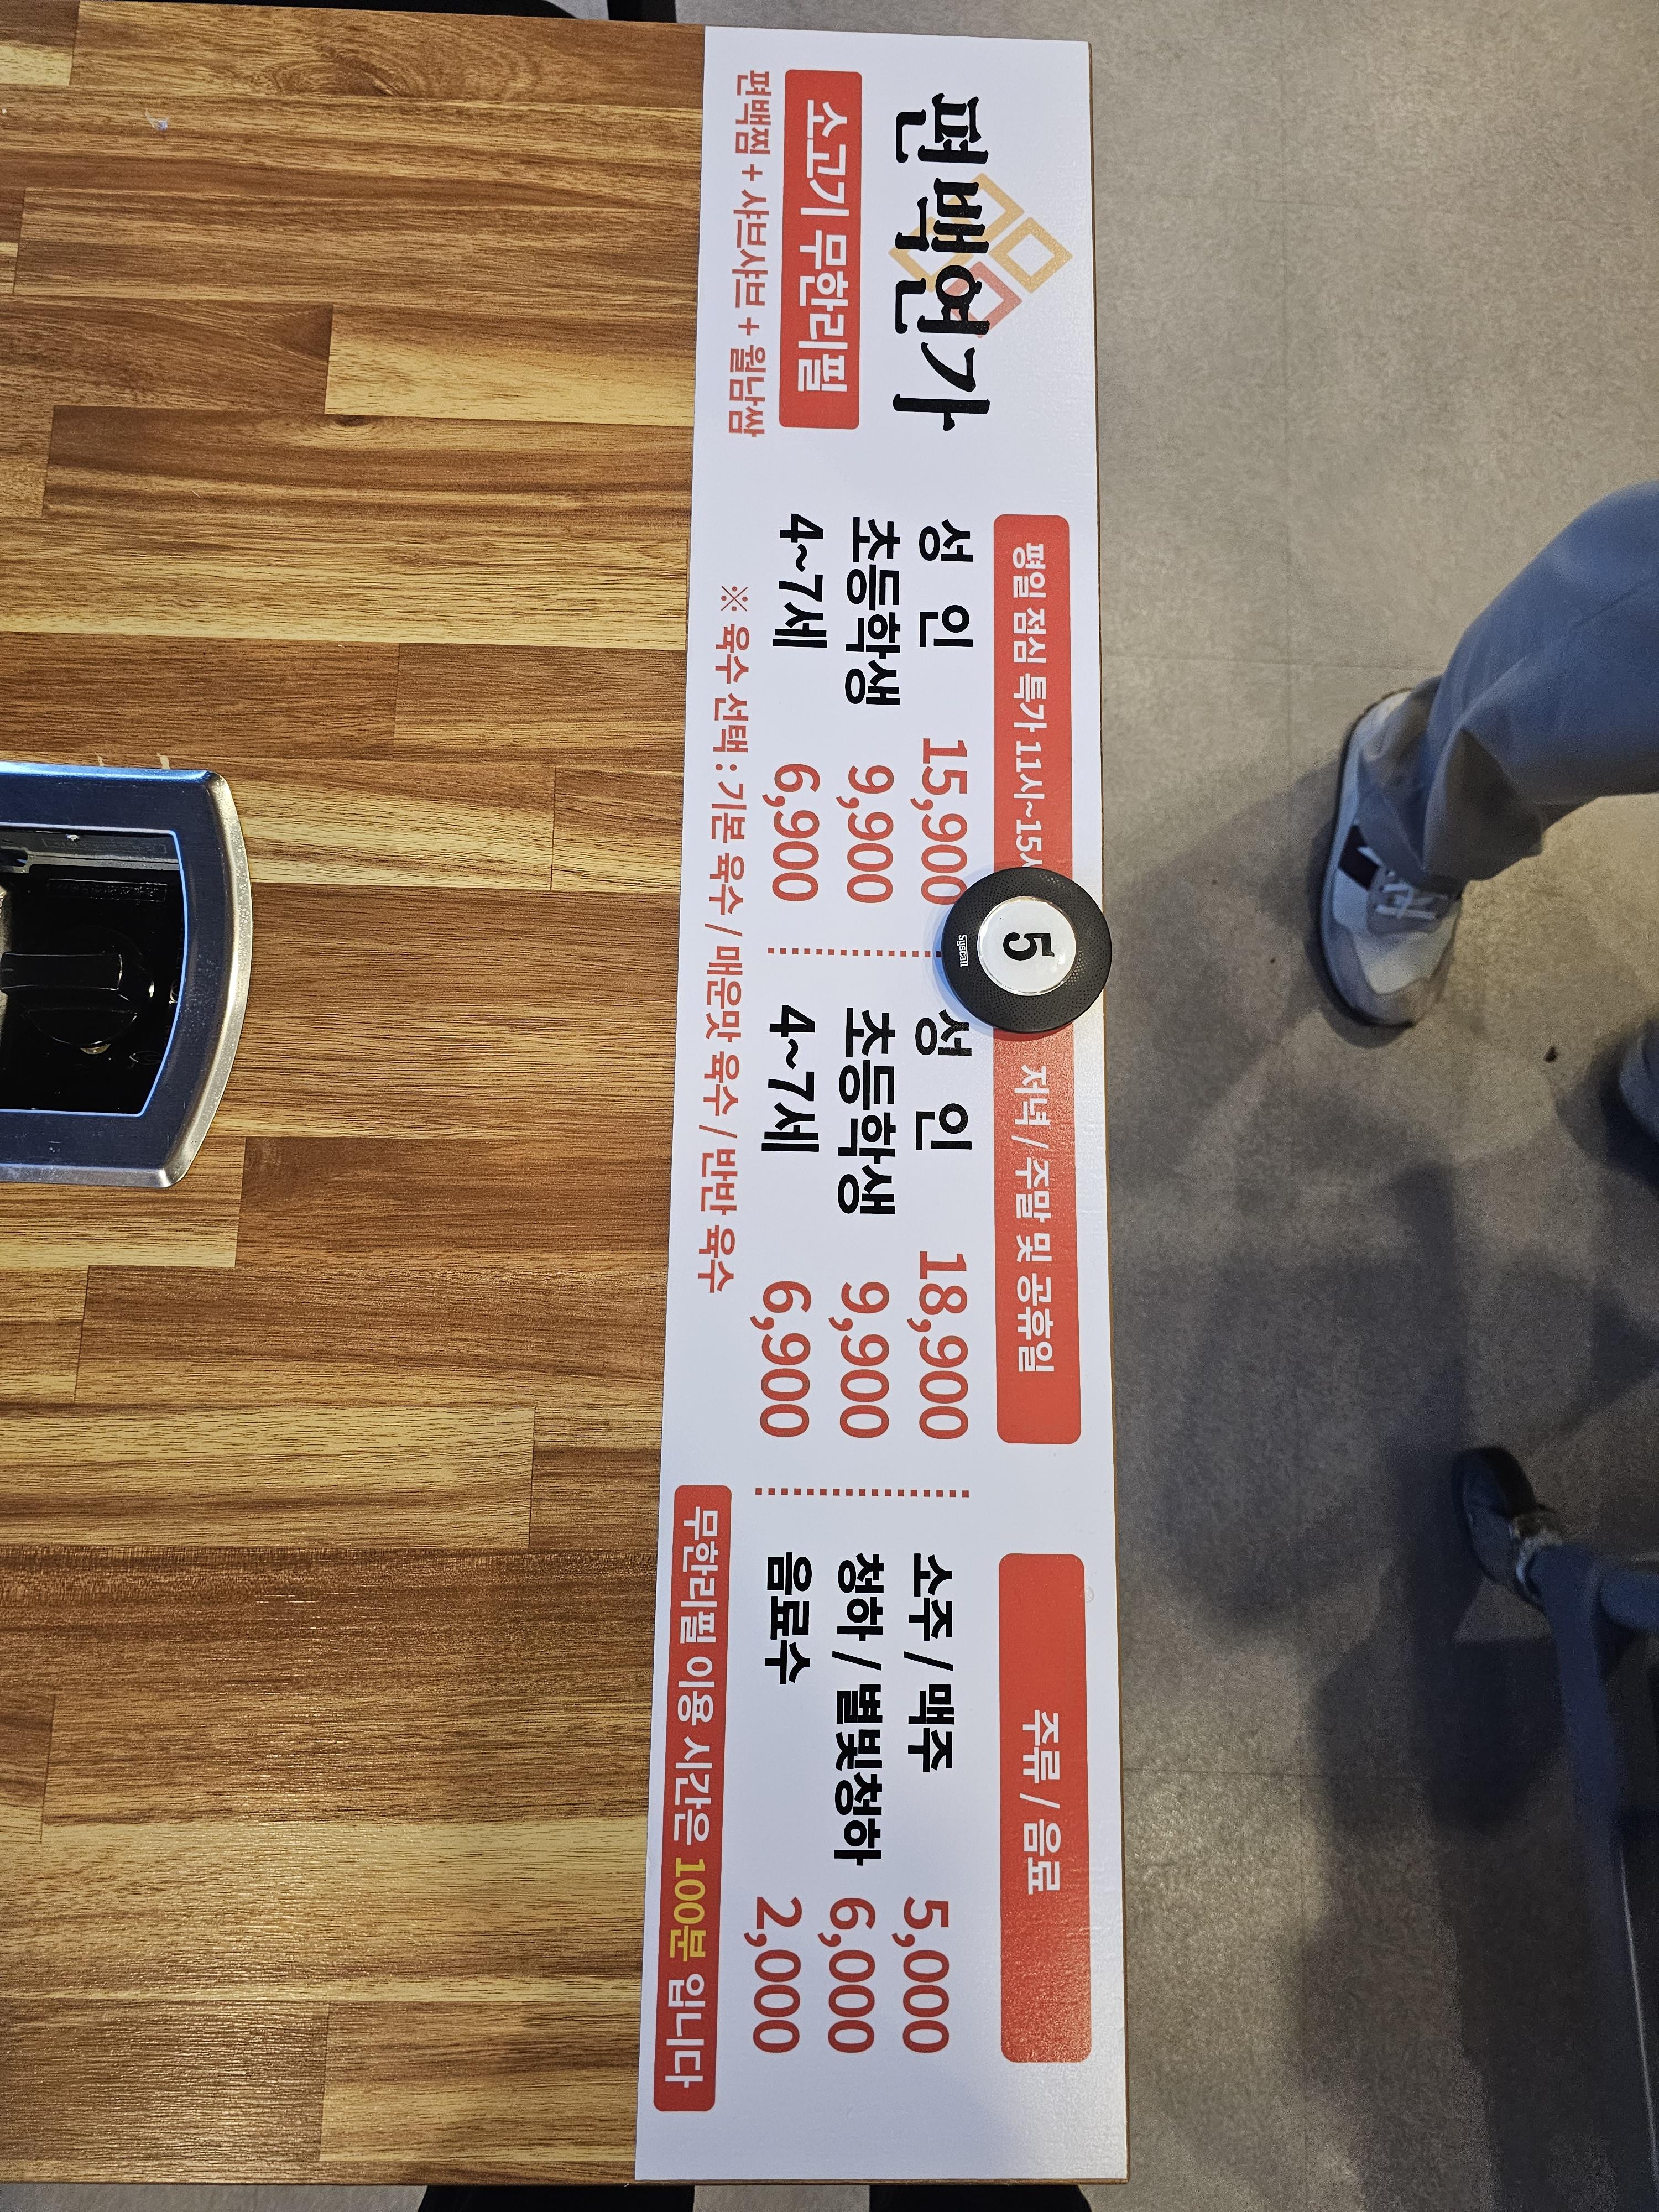 편백연가
소고기 무한리필
편백찜 + 샤브샤브 + 월남쌈
평일 점심 특가 11시~15시
성 인 15,900
초등학생 9,900
4~7세 6,900
저녁 / 주말 및 공휴일
성 인 18,900
초등학생 9,900
4~7세 6,900
※ 육수 선택 : 기본 육수 / 매운맛 육수 / 반반 육수
주류 / 음료
소주 / 맥주 5,000
청하 / 별빛청하 6,000
음료수 2,000
무한리필 이용 시간은 100분 입니다
5
Syscall